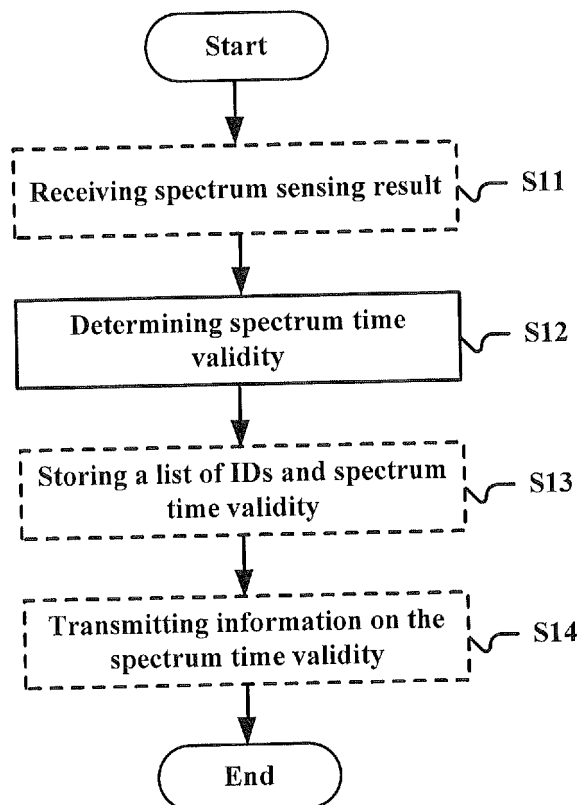 Start
Receiving spectrum sensing result
S11
Determining spectrum time
validity
S12
Storing a list of IDs and spectrum
time validity
S13
Transmitting information on the
spectrum time validity
S14
End